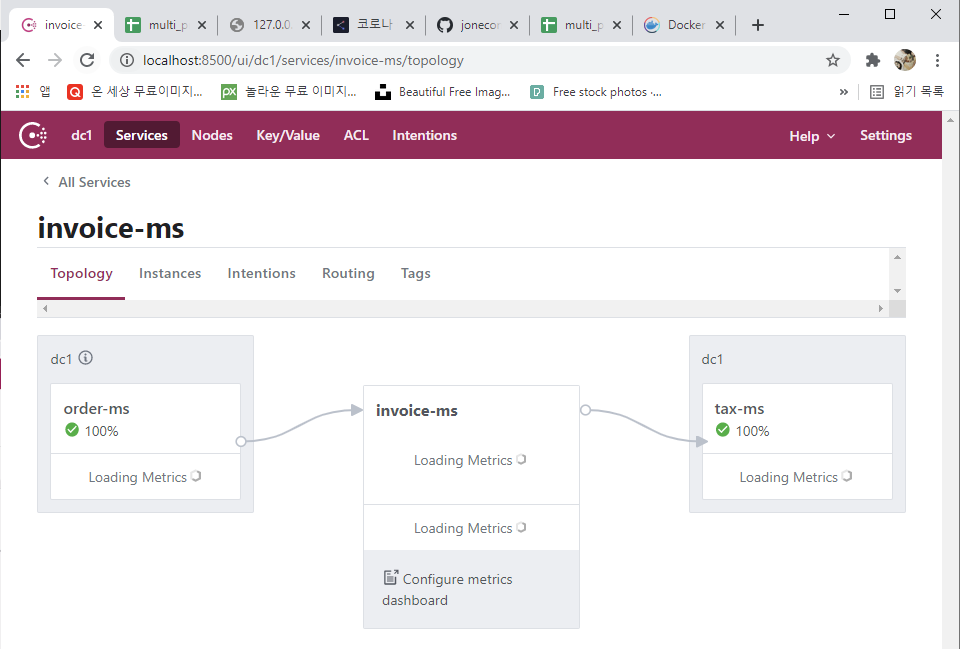 invoice
multi_p
127.0.0.
코로나
jonecor
multi_p
Docker
localhost:8500/ui/dc1/services/invoice-ms/topology
앱
온 세상 무료이미지...
놀라운 무료 이미지...
Beautiful Free Imag...
Free stock photos ·...
»
읽기 목록
dc1 Services Nodes Key/Value ACL Intentions Help Settings
All Services
invoice-ms
Topology Instances Intentions Routing Tags
dc1
order-ms
100%
Loading Metrics
invoice-ms
Loading Metrics
Loading Metrics
Configure metrics
dashboard
dc1
tax-ms
100%
Loading Metrics